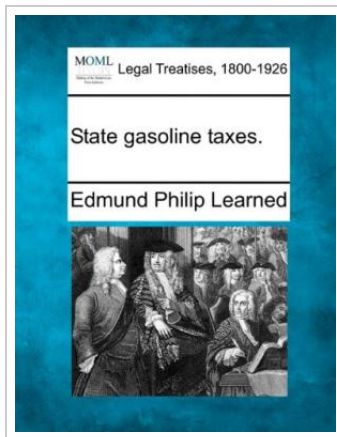 MOML
Legal Treatises, 1800-1926
State gasoline taxes.
Edmund Philip Learned